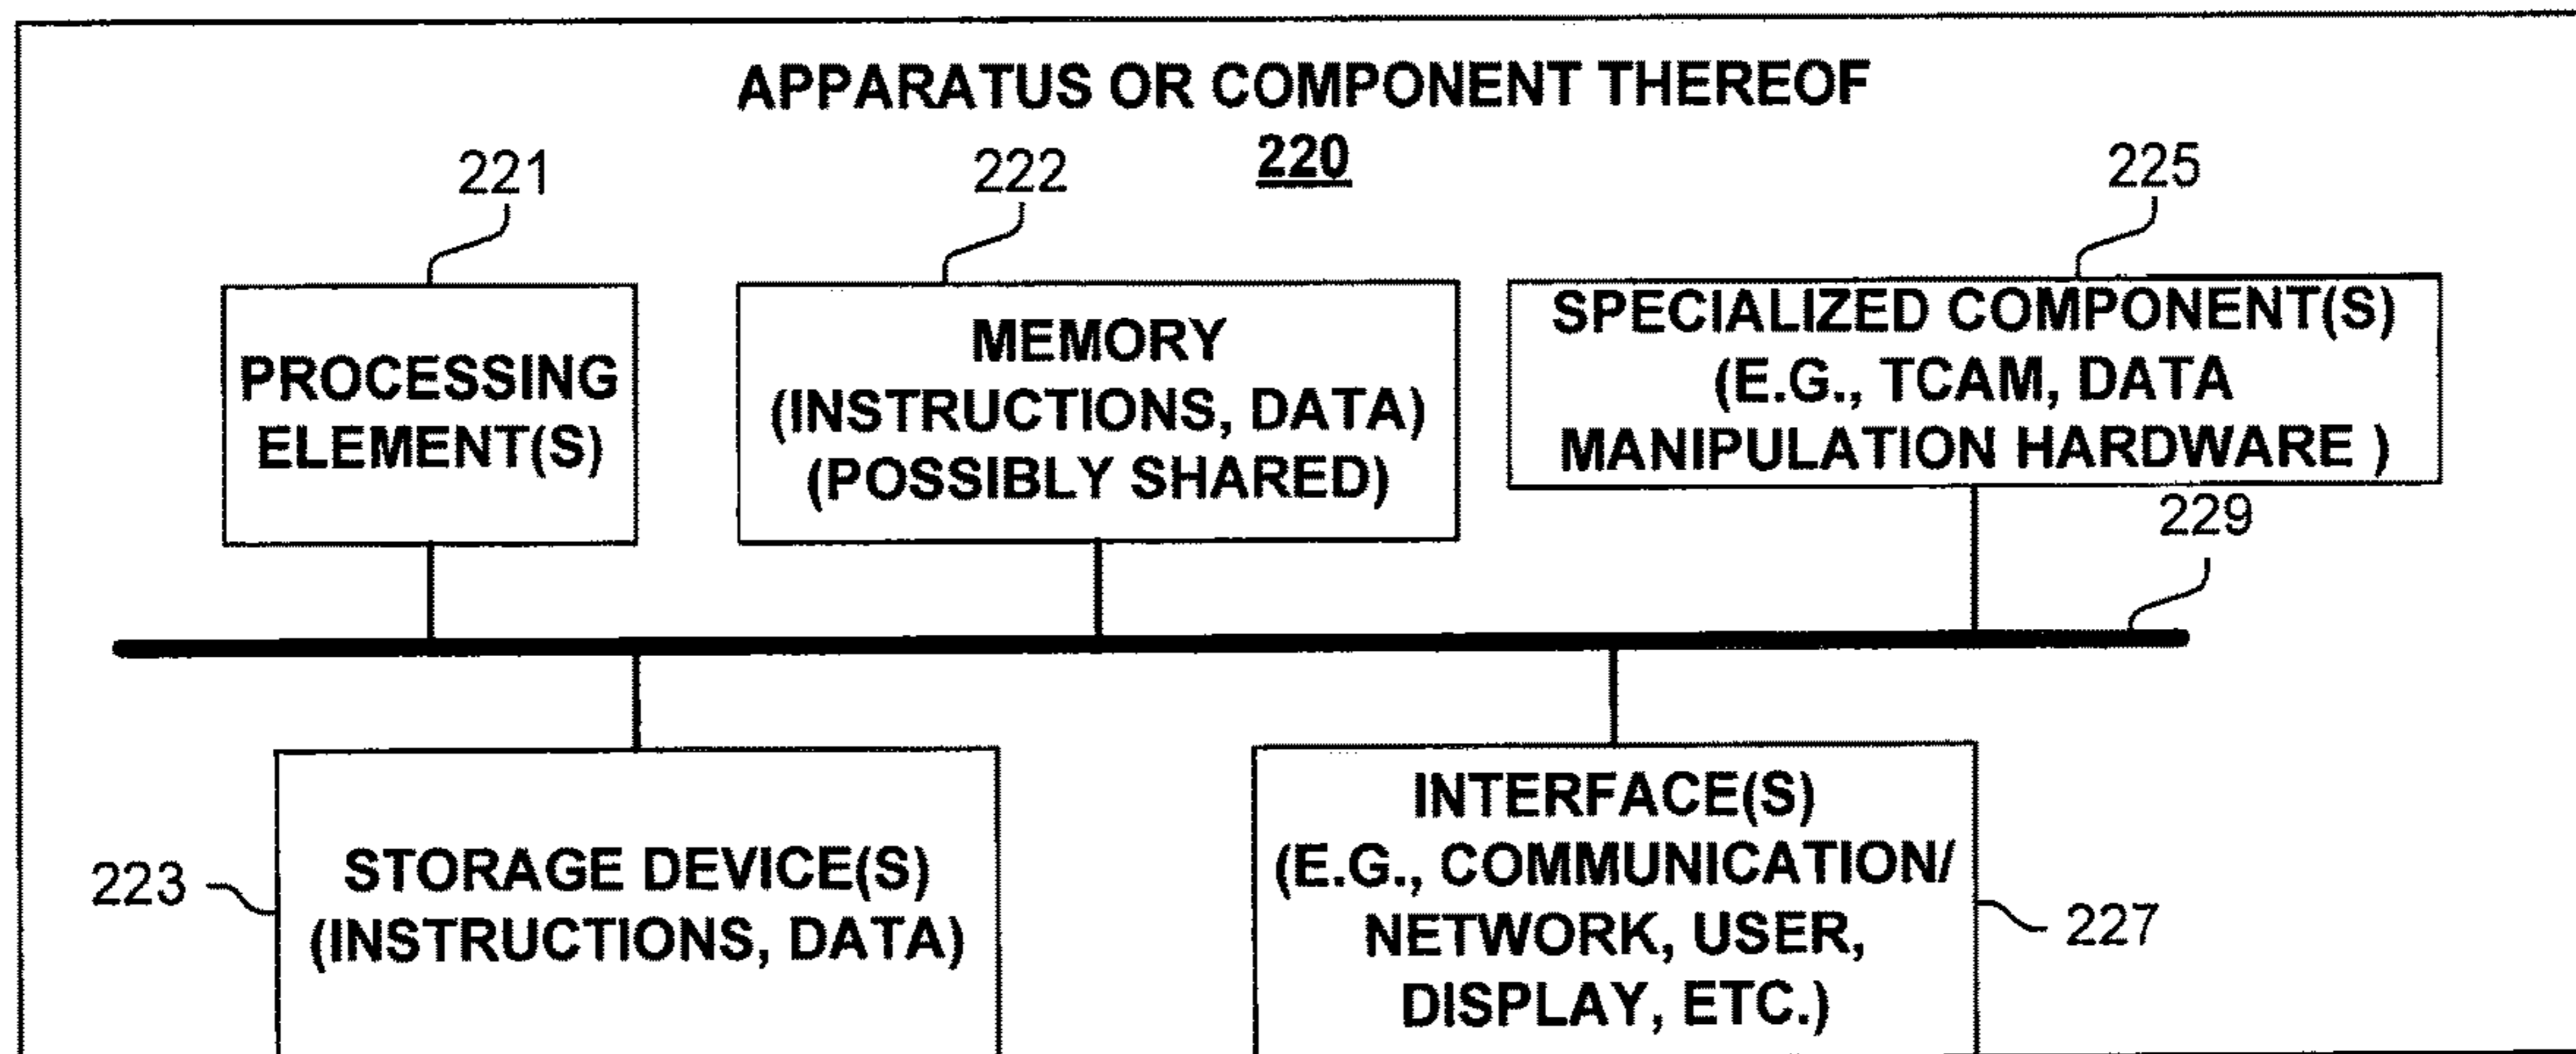 APPARATUS OR COMPONENT THEREOF
220
221
222
225
PROCESSING
ELEMENT(S)
MEMORY
(INSTRUCTIONS, DATA)
(POSSIBLY SHARED)
SPECIALIZED COMPONENT(S)
(E.G., TCAM, DATA
MANIPULATION HARDWARE )
229
223
STORAGE DEVICE(S)
(INSTRUCTIONS, DATA)
INTERFACE(S)
(E.G., COMMUNICATION/
NETWORK, USER,
DISPLAY, ETC.)
227